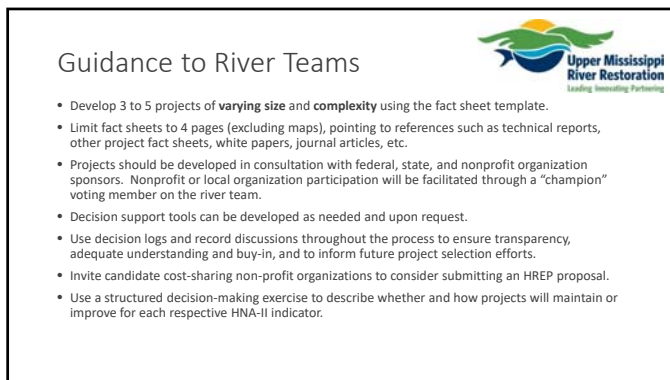 Guidance to River Teams
Upper Mississippi
River Restoration
Leading Innovating Partnering
• Develop 3 to 5 projects of varying size and complexity using the fact sheet template.
• Limit fact sheets to 4 pages (excluding maps), pointing to references such as technical reports,
other project fact sheets, white papers, journal articles, etc.
• Projects should be developed in consultation with federal, state, and nonprofit organization
sponsors. Nonprofit or local organization participation will be facilitated through a “champion”
voting member on the river team.
• Decision support tools can be developed as needed and upon request.
• Use decision logs and record discussions throughout the process to ensure transparency,
adequate understanding and buy-in, and to inform future project selection efforts.
• Invite candidate cost-sharing non-profit organizations to consider submitting an HREP proposal.
• Use a structured decision-making exercise to describe whether and how projects will maintain or
improve for each respective HNA-II indicator.